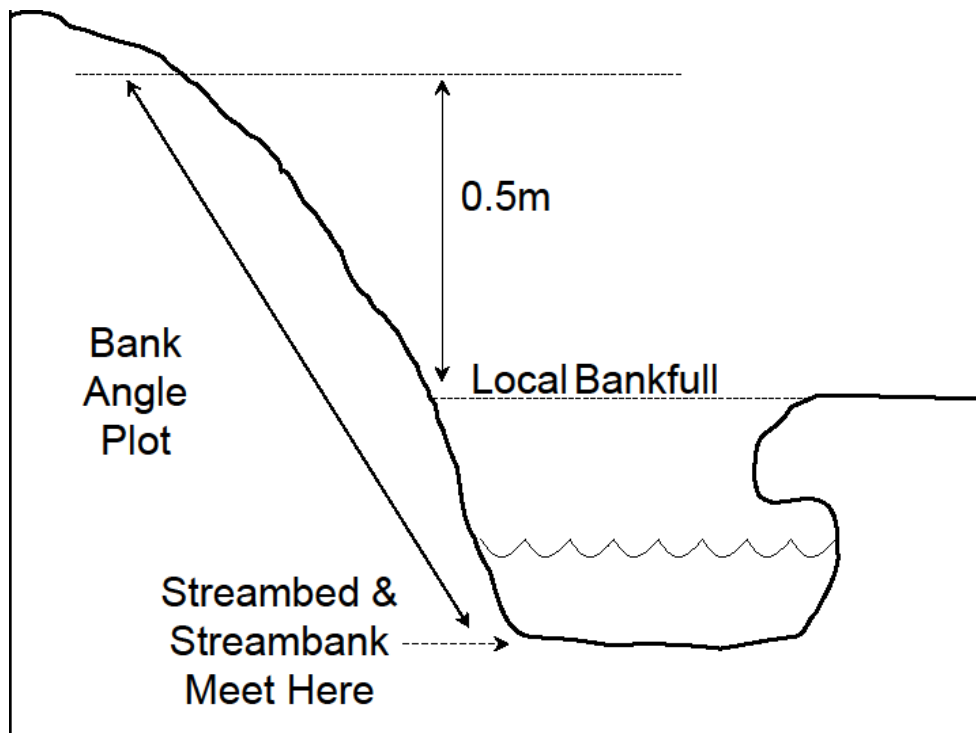 0.5m
Local Bankfull
Bank
Angle
Plot
Streambed &
Streambank
Meet Here